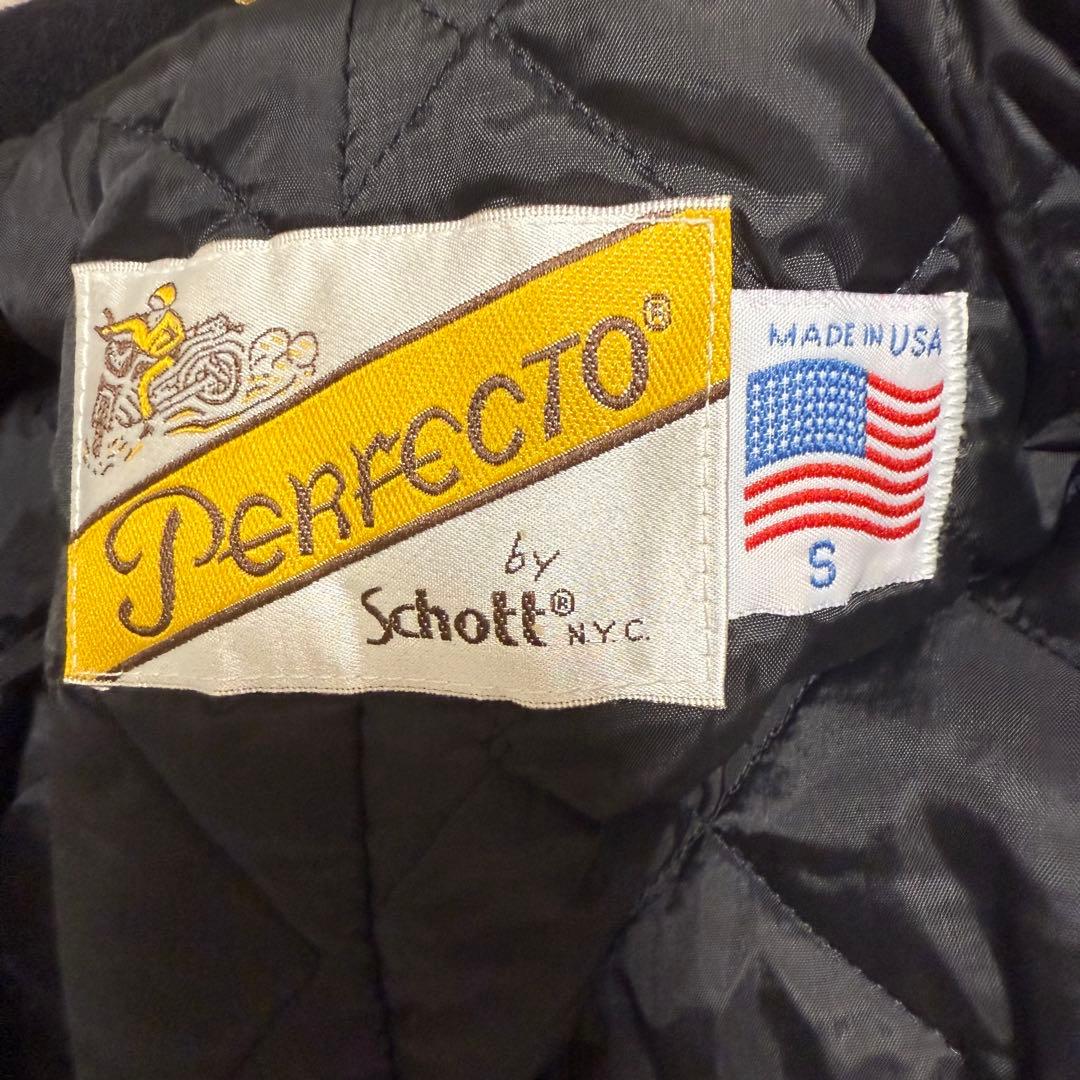 PERFECTO®
by
Schott®
N.Y.C.
MADE IN USA
S